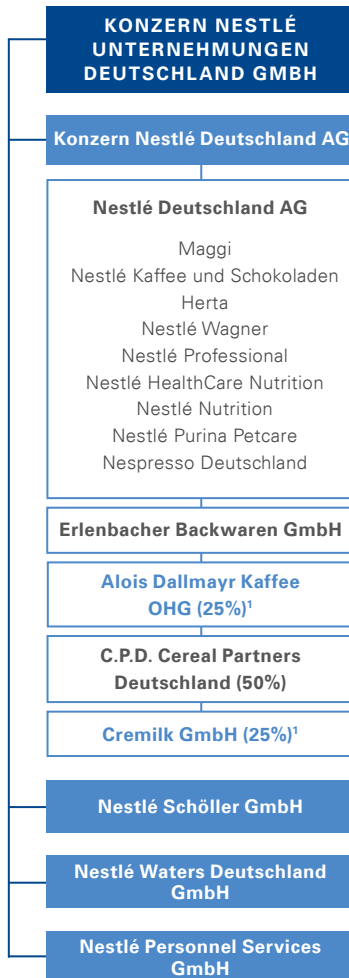 KONZERN NESTLÉ
UNTERNEHMUNGEN
DEUTSCHLAND GMBH
Konzern Nestlé Deutschland AG
Nestlé Deutschland AG
Maggi
Nestlé Kaffee und Schokoladen
Herta
Nestlé Wagner
Nestlé Professional
Nestlé HealthCare Nutrition
Nestlé Nutrition
Nestlé Purina Petcare
Nespresso Deutschland
Erlenbacher Backwaren GmbH
Alois Dallmayr Kaffee
OHG (25%)¹
C.P.D. Cereal Partners
Deutschland (50%)
Cremilk GmbH (25%)¹
Nestlé Schöller GmbH
Nestlé Waters Deutschland
GmbH
Nestlé Personnel Services
GmbH